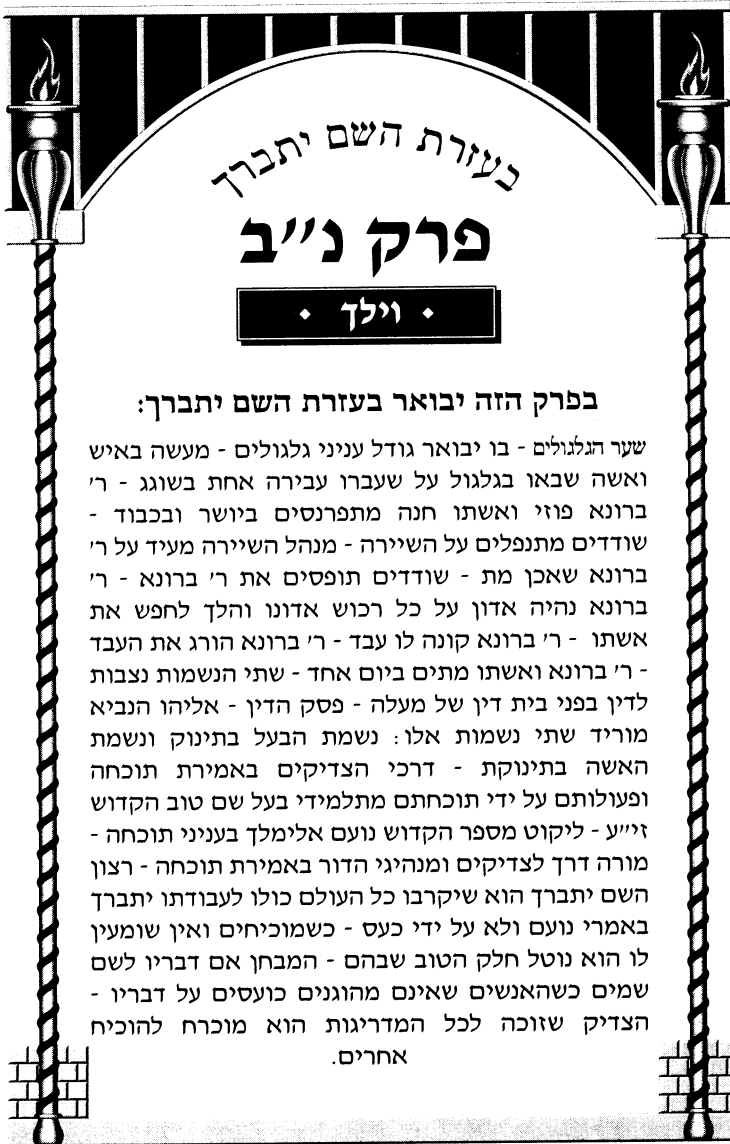 בעזרת השם יתברך
פרק נ״ב
וילך
בפרק הזה יבואר בעזרת השם יתברך:
שער הגלגולים - בו יבואר גודל עניני גלגולים - מעשה באיש
ואשה שבאו בגלגול על שעברו עבירה אחת בשוגג - ר׳
ברונא פוזי ואשתו חנה מתפרנסים ביושר ובכבוד -
שודדים מתנפלים על השיירה - מנהל השיירה מעיד על ר׳
ברונא שאכן מת - שודדים תופסים את ר׳ ברונא - ר׳
ברונא נהיה אדון על כל רכוש אדונו והלך לחפש את
אשתו - ר׳ ברונא קונה לו עבד - ר׳ ברונא הורג את העבד
- ר׳ ברונא ואשתו מתים ביום אחד - שתי הנשמות נצבות
לדין בפני בית דין של מעלה - פסק הדין - אליהו הנביא
מוריד שתי נשמות אלו: נשמת הבעל בתינוק ונשמת
האשה בתינוקת - דרכי הצדיקים באמירת תוכחה
ופעולותם על ידי תוכחתם מתלמידי בעל שם טוב הקדוש
זי״ע - ליקוט מספר הקדוש נועם אלימלך בעניני תוכחה -
מורה דרך לצדיקים ומנהיגי הדור באמירת תוכחה - רצון
השם יתברך הוא שיקרבו כל העולם כולו לעבודתו יתברך
באמרי נועם ולא על ידי כעס - כשמוכיחים ואין שומעין
לו הוא נוטל חלק הטוב שבהם - המבחן אם דבריו לשם
שמים כשהאנשים שאינם מהוגנים כועסים על דבריו -
הצדיק שזוכה לכל המדריגות הוא מוכרח להוכיח
אחרים.